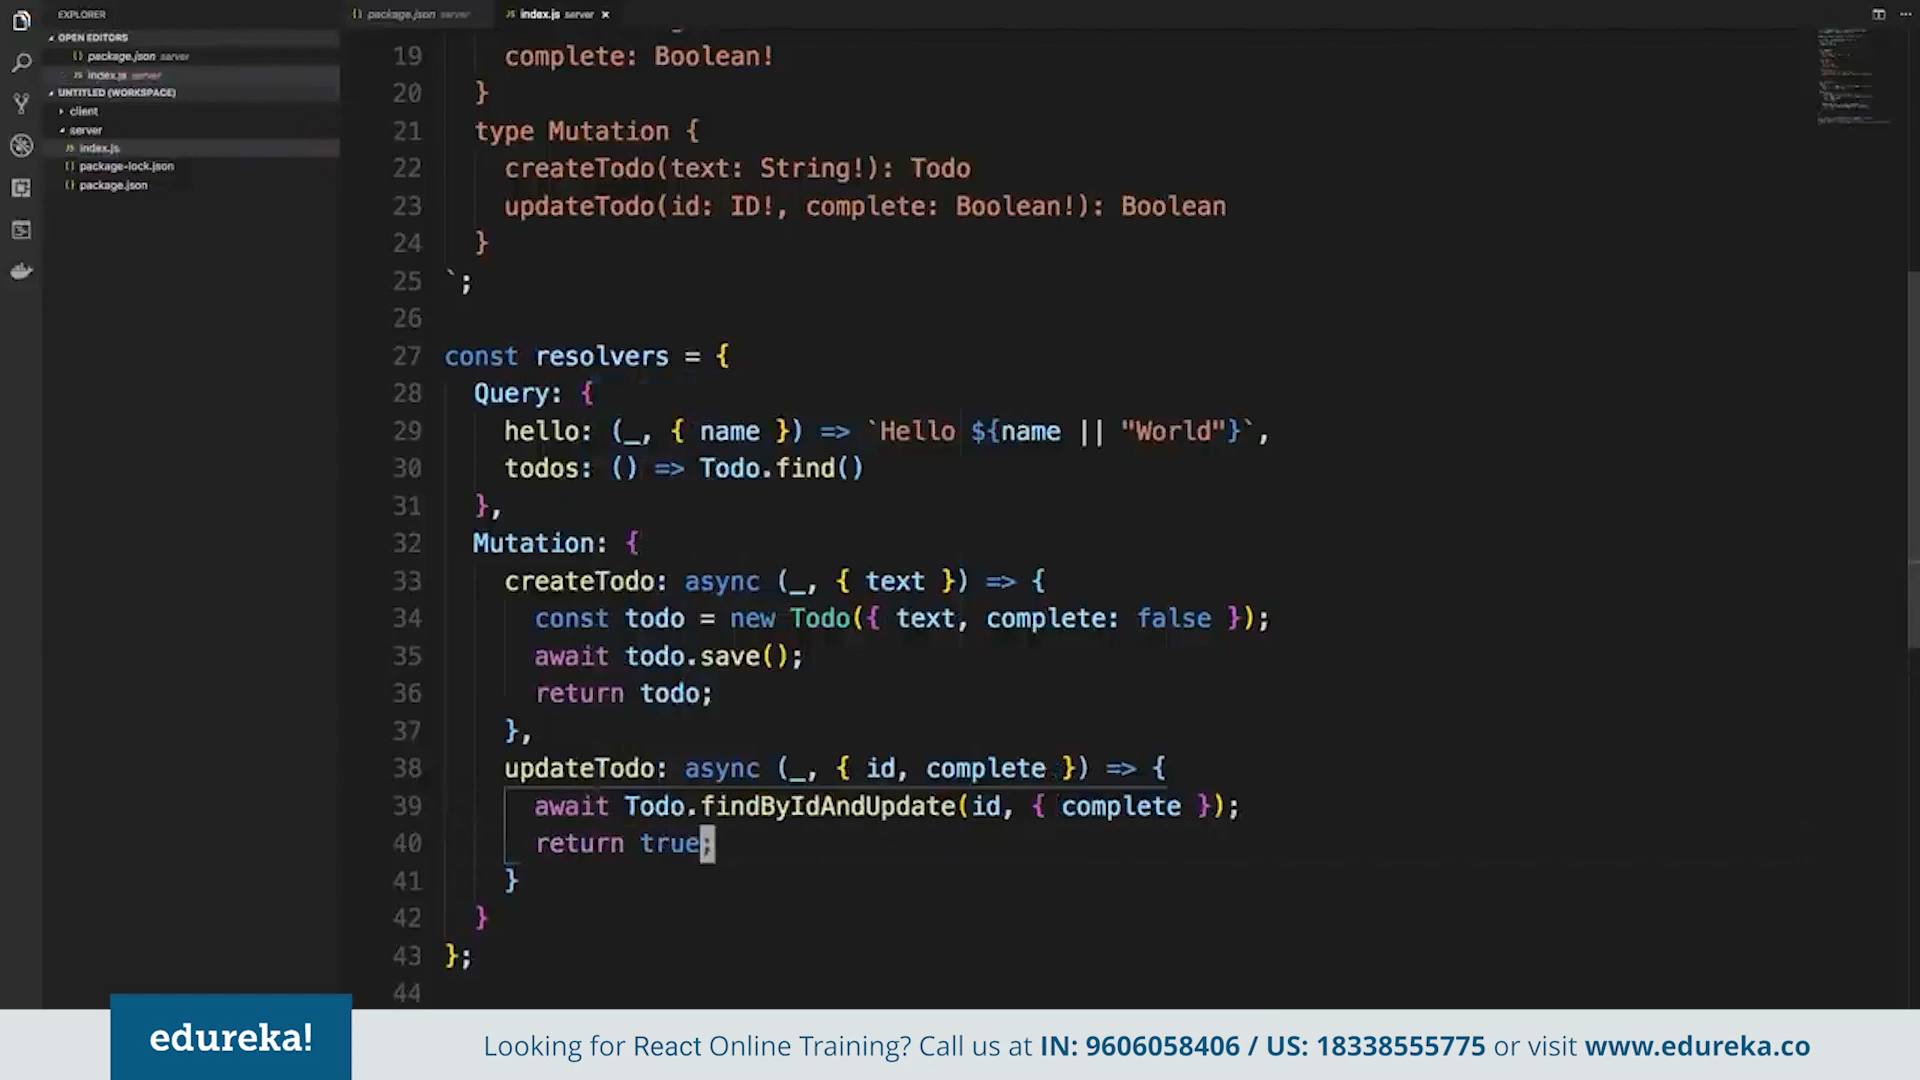 EXPLORER
OPEN EDITORS
{} package.json server
JS index.js server
UNTITLED (WORKSPACE)
client
server
JS index.js
{} package-lock.json
{} package.json
{} package.json server
JS index.js server ×
19 complete: Boolean!
20 }
21 type Mutation {
22 createTodo(text: String!): Todo
23 updateTodo(id: ID!, complete: Boolean!): Boolean
24 }
25 `;
26
27 const resolvers = {
28 Query: {
29 hello: (_, { name }) => `Hello ${name || "World"}`,
30 todos: () => Todo.find()
31 },
32 Mutation: {
33 createTodo: async (_, { text }) => {
34 const todo = new Todo({ text, complete: false });
35 await todo.save();
36 return todo;
37 },
38 updateTodo: async (_, { id, complete }) => {
39 await Todo.findByIdAndUpdate(id, { complete });
40 return true;
41 }
42 }
43 };
44
edureka!
Looking for React Online Training? Call us at IN: 9606058406 / US: 18338555775 or visit www.edureka.co